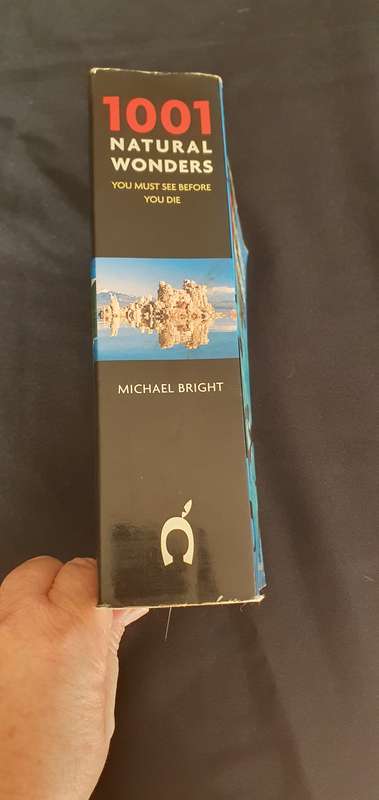 1001
NATURAL
WONDERS
YOU MUST SEE BEFORE
YOU DIE
MICHAEL BRIGHT